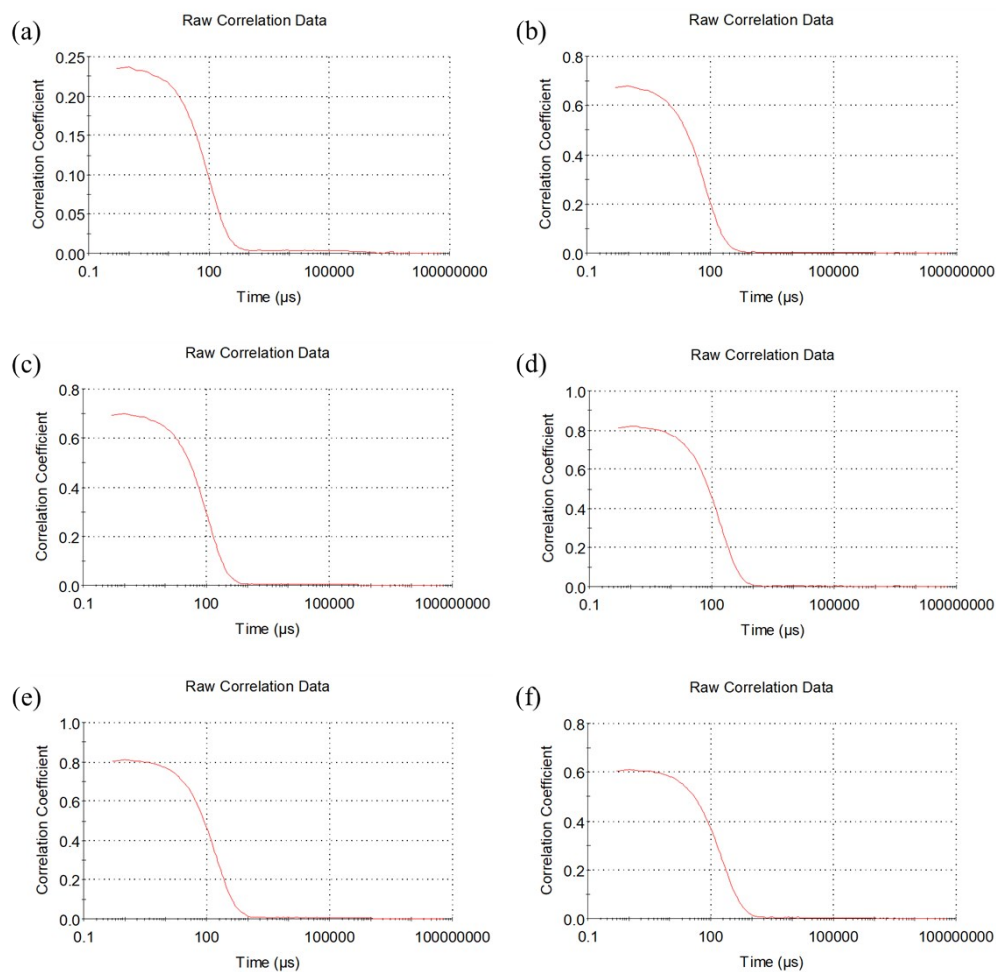 (a)
Raw Correlation Data
0.25
0.20
0.15
0.10
0.05
0.00
Correlation Coefficient
0.1 100 100000 100000000
Time (µs)
(b)
Raw Correlation Data
0.8
0.6
0.4
0.2
0.0
Correlation Coefficient
0.1 100 100000 100000000
Time (µs)
(c)
Raw Correlation Data
0.8
0.6
0.4
0.2
0.0
Correlation Coefficient
0.1 100 100000 100000000
Time (µs)
(d)
Raw Correlation Data
1.0
0.8
0.6
0.4
0.2
0.0
Correlation Coefficient
0.1 100 100000 100000000
Time (µs)
(e)
Raw Correlation Data
1.0
0.8
0.6
0.4
0.2
0.0
Correlation Coefficient
0.1 100 100000 100000000
Time (µs)
(f)
Raw Correlation Data
0.8
0.6
0.4
0.2
0.0
Correlation Coefficient
0.1 100 100000 100000000
Time (µs)